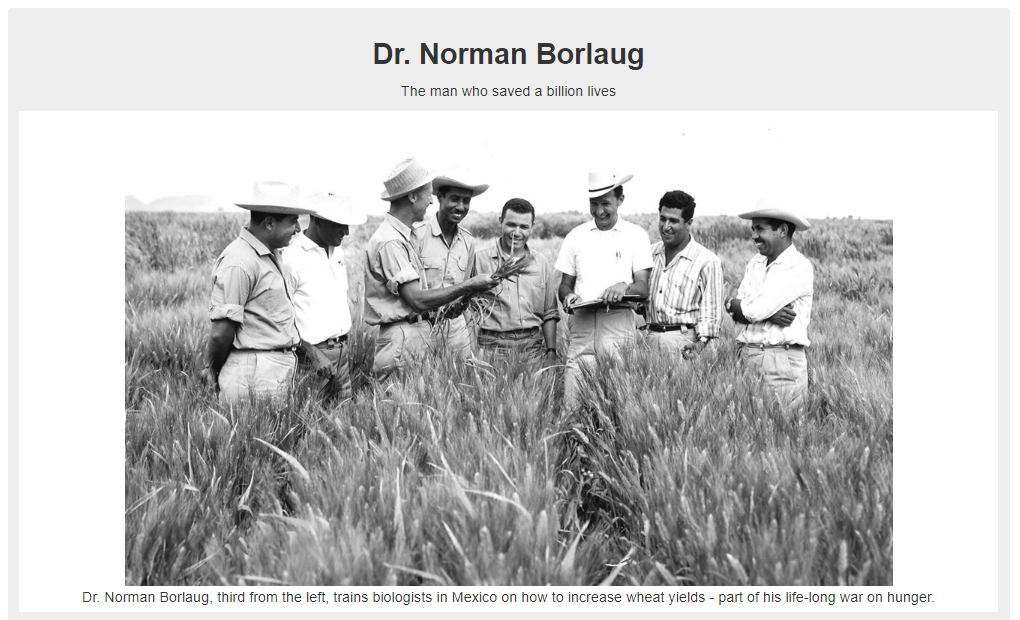 Dr. Norman Borlaug
The man who saved a billion lives
Dr. Norman Borlaug, third from the left, trains biologists in Mexico on how to increase wheat yields - part of his life-long war on hunger.